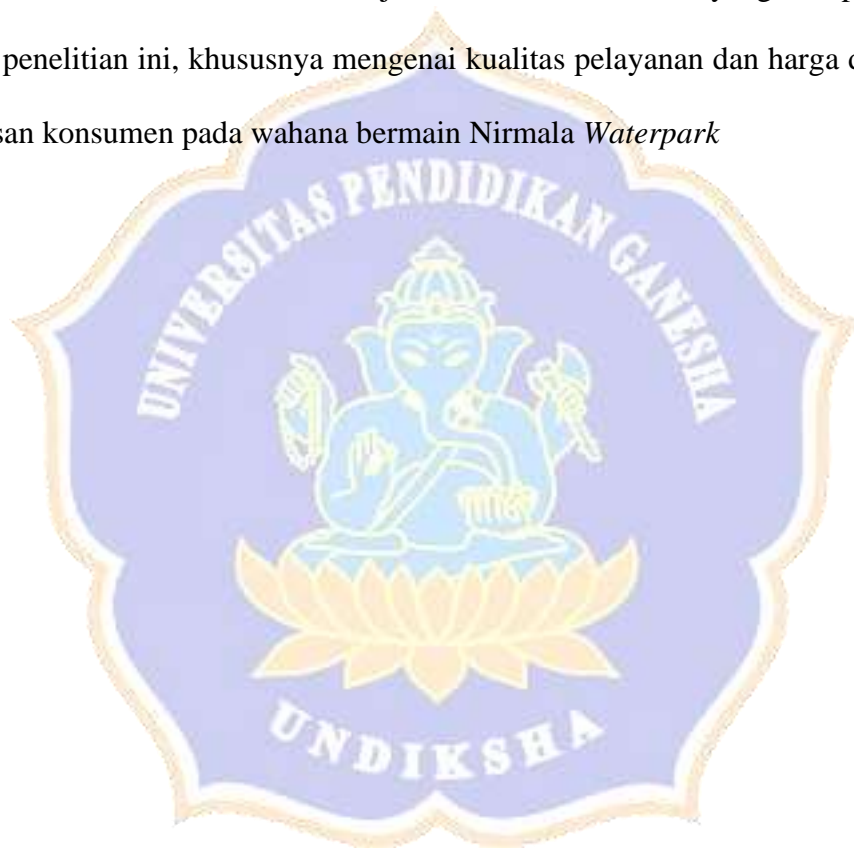 penelitian ini, khususnya mengenai kualitas pelayanan dan harga
san konsumen pada wahana bermain Nirmala Waterpark
UNIVERSITAS PENDIDIKAN GANESHA
UNDIKSHA